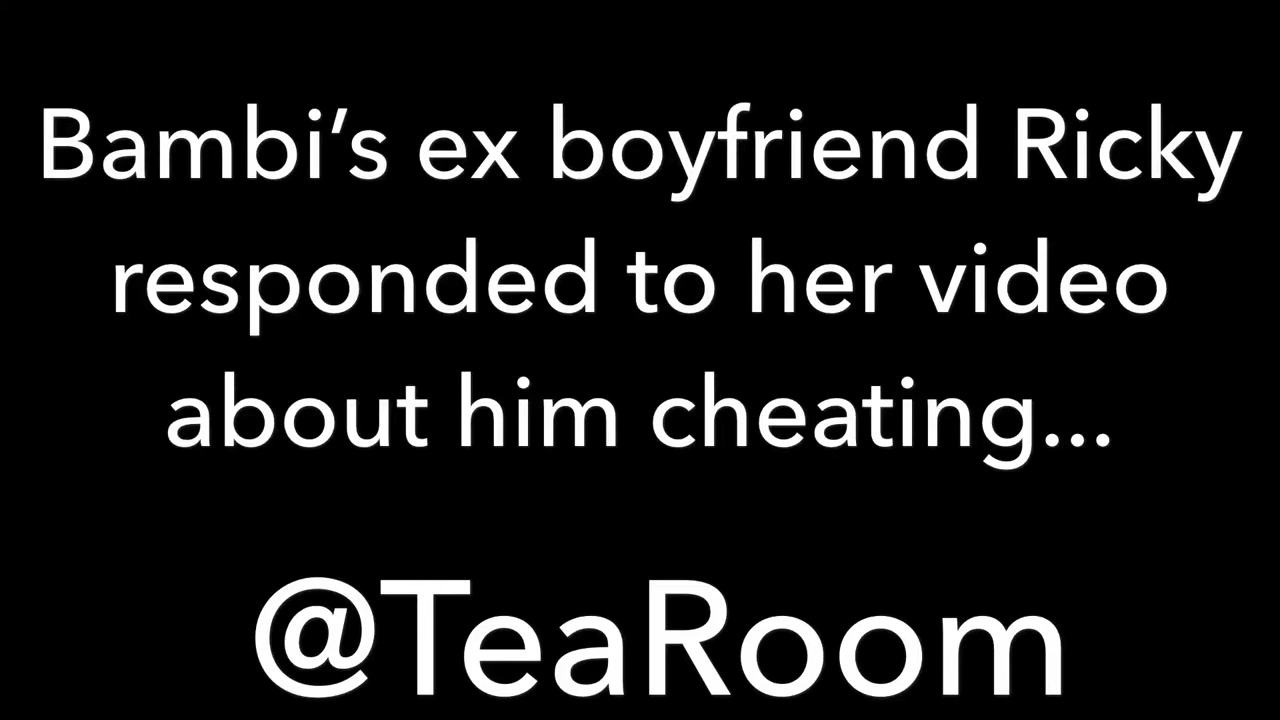 Bambi’s ex boyfriend Ricky
responded to her video
about him cheating...
@TeaRoom